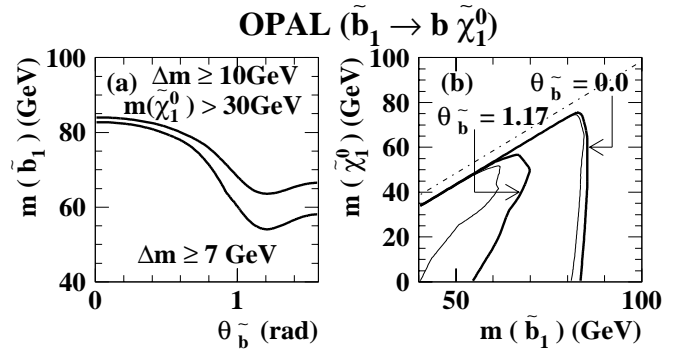 OPAL (b̃₁ → b χ̃₁⁰)
m ( b̃₁ ) (GeV)
100
80
60
40
(a)
Δm ≥ 10GeV
m(χ̃₁⁰) > 30GeV
Δm ≥ 7 GeV
0
1
θ_b̃ (rad)
m ( χ̃₁⁰ ) (GeV)
100
80
60
40
20
0
(b)
θ_b̃ = 0.0
θ_b̃ = 1.17
50
100
m ( b̃₁ ) (GeV)